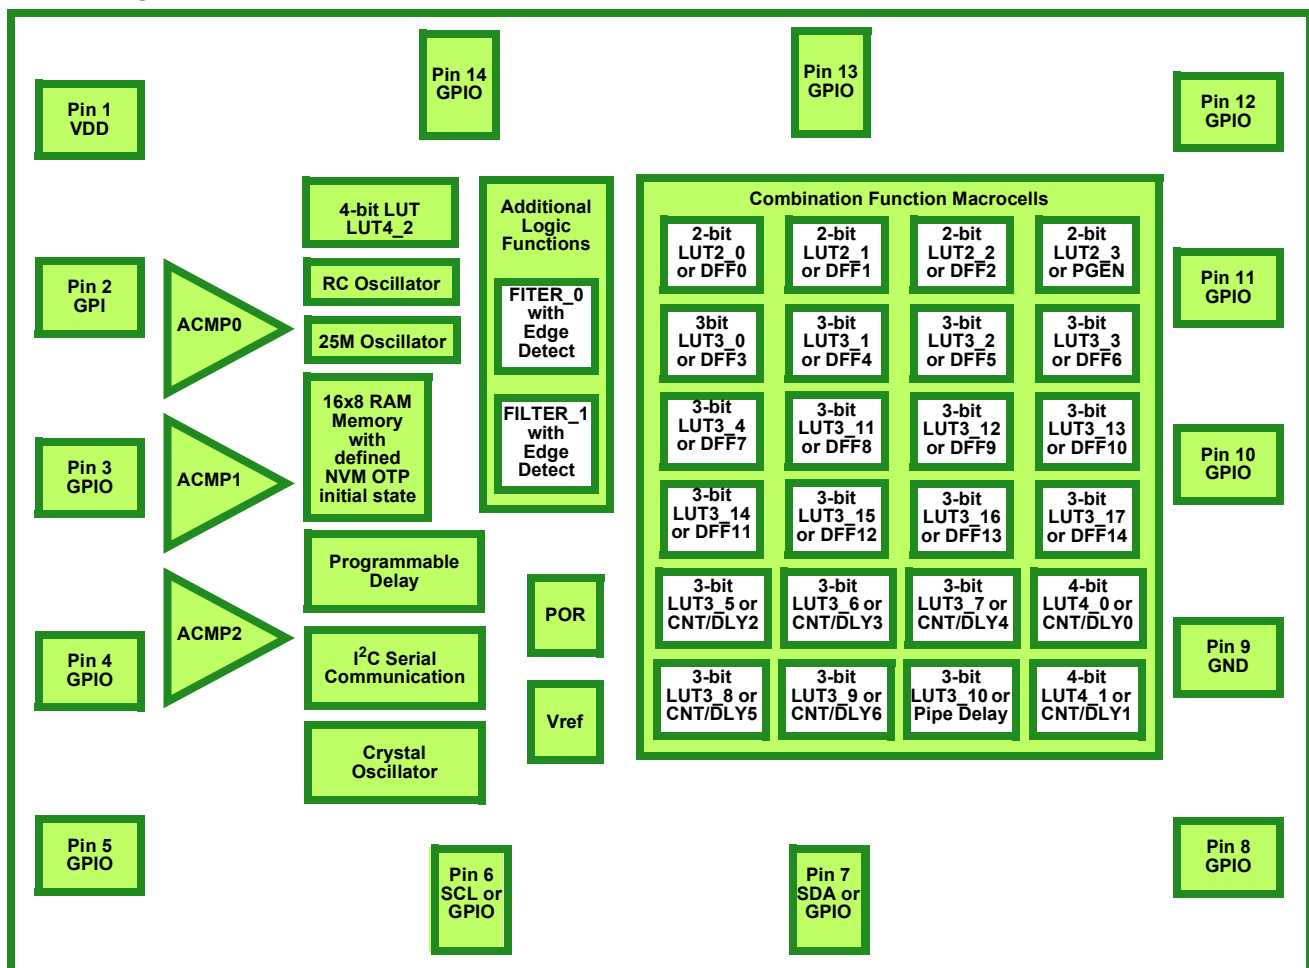 Pin 14
GPIO
Pin 13
GPIO
Pin 1
VDD
Pin 12
GPIO
4-bit LUT
LUT4_2
Additional
Logic
Functions
Combination Function Macrocells
2-bit
LUT2_0
or DFF0
2-bit
LUT2_1
or DFF1
2-bit
LUT2_2
or DFF2
2-bit
LUT2_3
or PGEN
Pin 2
GPI
ACMP0
RC Oscillator
25M Oscillator
FITER_0
with
Edge
Detect
Pin 11
GPIO
3bit
LUT3_0
or DFF3
3-bit
LUT3_1
or DFF4
3-bit
LUT3_2
or DFF5
3-bit
LUT3_3
or DFF6
16x8 RAM
Memory
with
defined
NVM OTP
initial state
FILTER_1
with
Edge
Detect
3-bit
LUT3_4
or DFF7
3-bit
LUT3_11
or DFF8
3-bit
LUT3_12
or DFF9
3-bit
LUT3_13
or DFF10
Pin 3
GPIO
ACMP1
Pin 10
GPIO
3-bit
LUT3_14
or DFF11
3-bit
LUT3_15
or DFF12
3-bit
LUT3_16
or DFF13
3-bit
LUT3_17
or DFF14
Programmable
Delay
POR
3-bit
LUT3_5 or
CNT/DLY2
3-bit
LUT3_6 or
CNT/DLY3
3-bit
LUT3_7 or
CNT/DLY4
4-bit
LUT4_0 or
CNT/DLY0
Pin 4
GPIO
ACMP2
I2C Serial
Communication
Pin 9
GND
Vref
3-bit
LUT3_8 or
CNT/DLY5
3-bit
LUT3_9 or
CNT/DLY6
3-bit
LUT3_10 or
Pipe Delay
4-bit
LUT4_1 or
CNT/DLY1
Crystal
Oscillator
Pin 5
GPIO
Pin 6
SCL or
GPIO
Pin 7
SDA or
GPIO
Pin 8
GPIO